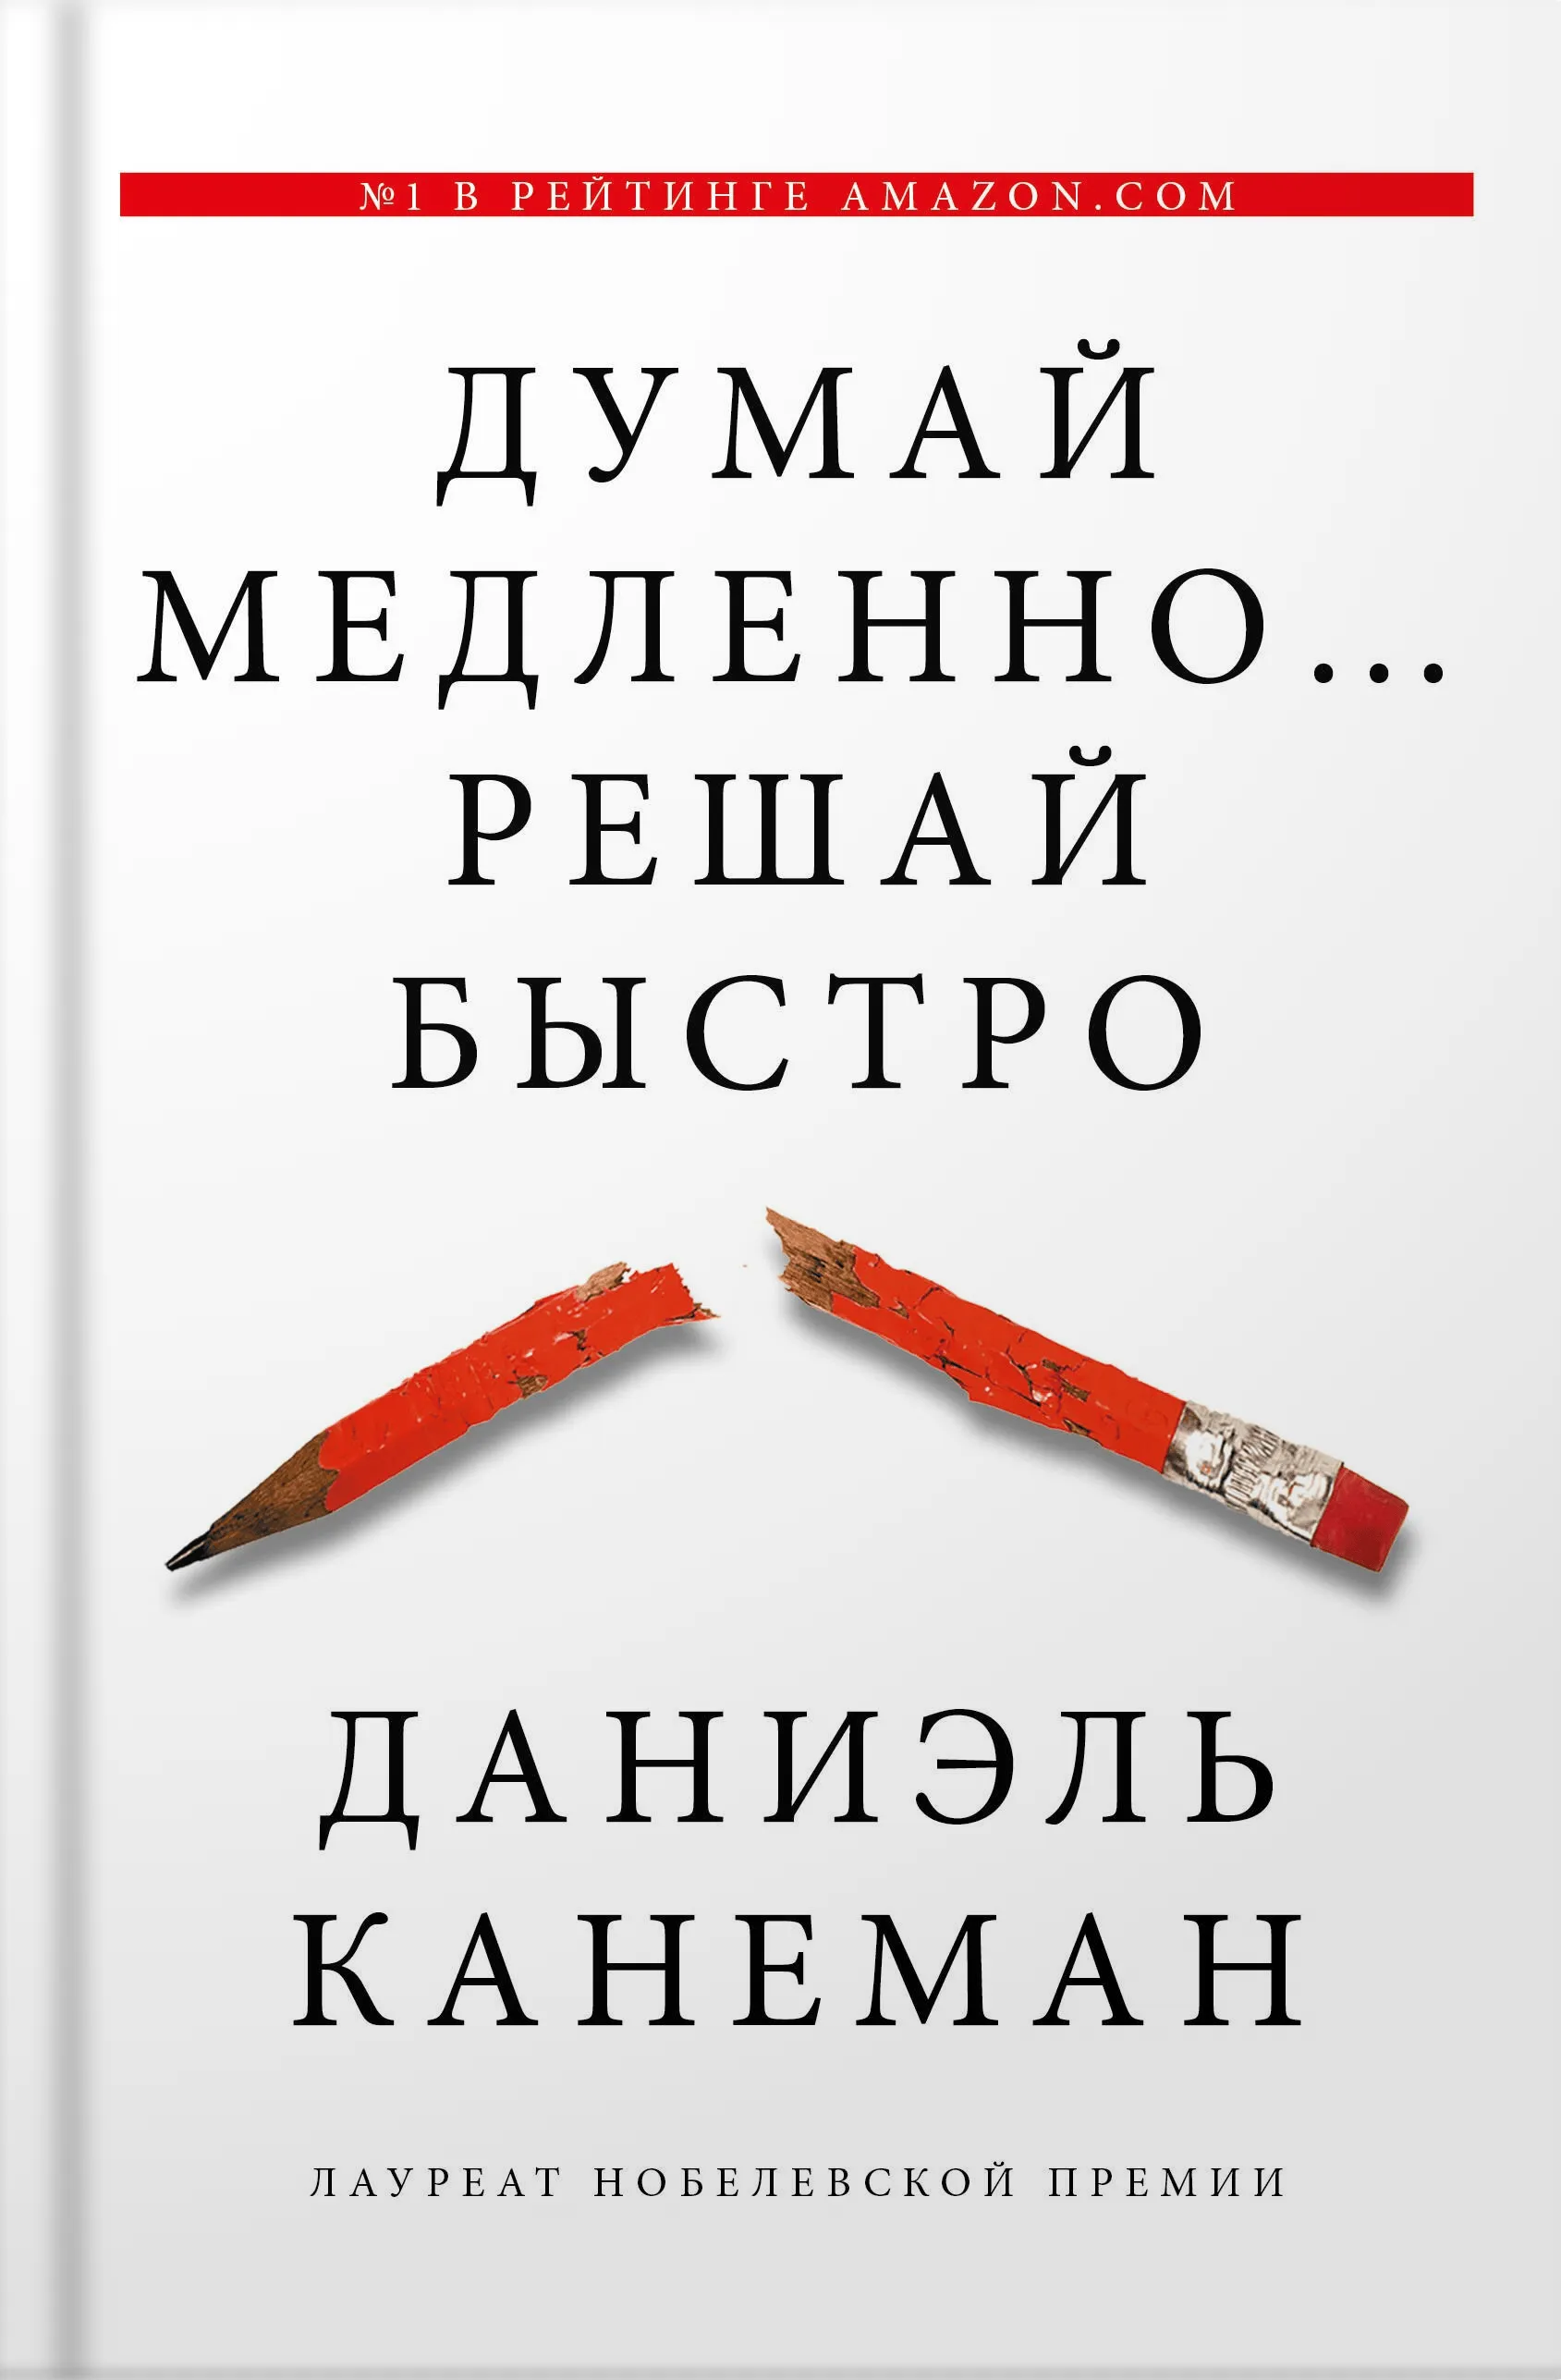 №1 В РЕЙТИНГЕ AMAZON.COM
ДУМАЙ
МЕДЛЕННО...
РЕШАЙ
БЫСТРО
ДАНИЭЛЬ
КАНЕМАН
ЛАУРЕАТ НОБЕЛЕВСКОЙ ПРЕМИИ